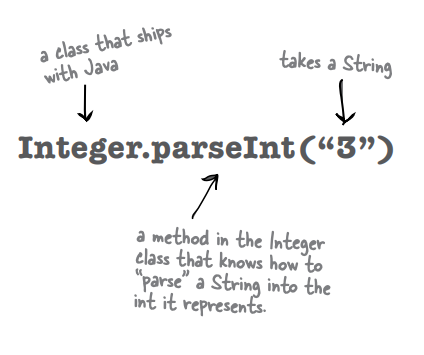 a class that ships
with Java
takes a String
Integer.parseInt(“3”)
a method in the Integer
class that knows how to
“parse” a String into the
int it represents.